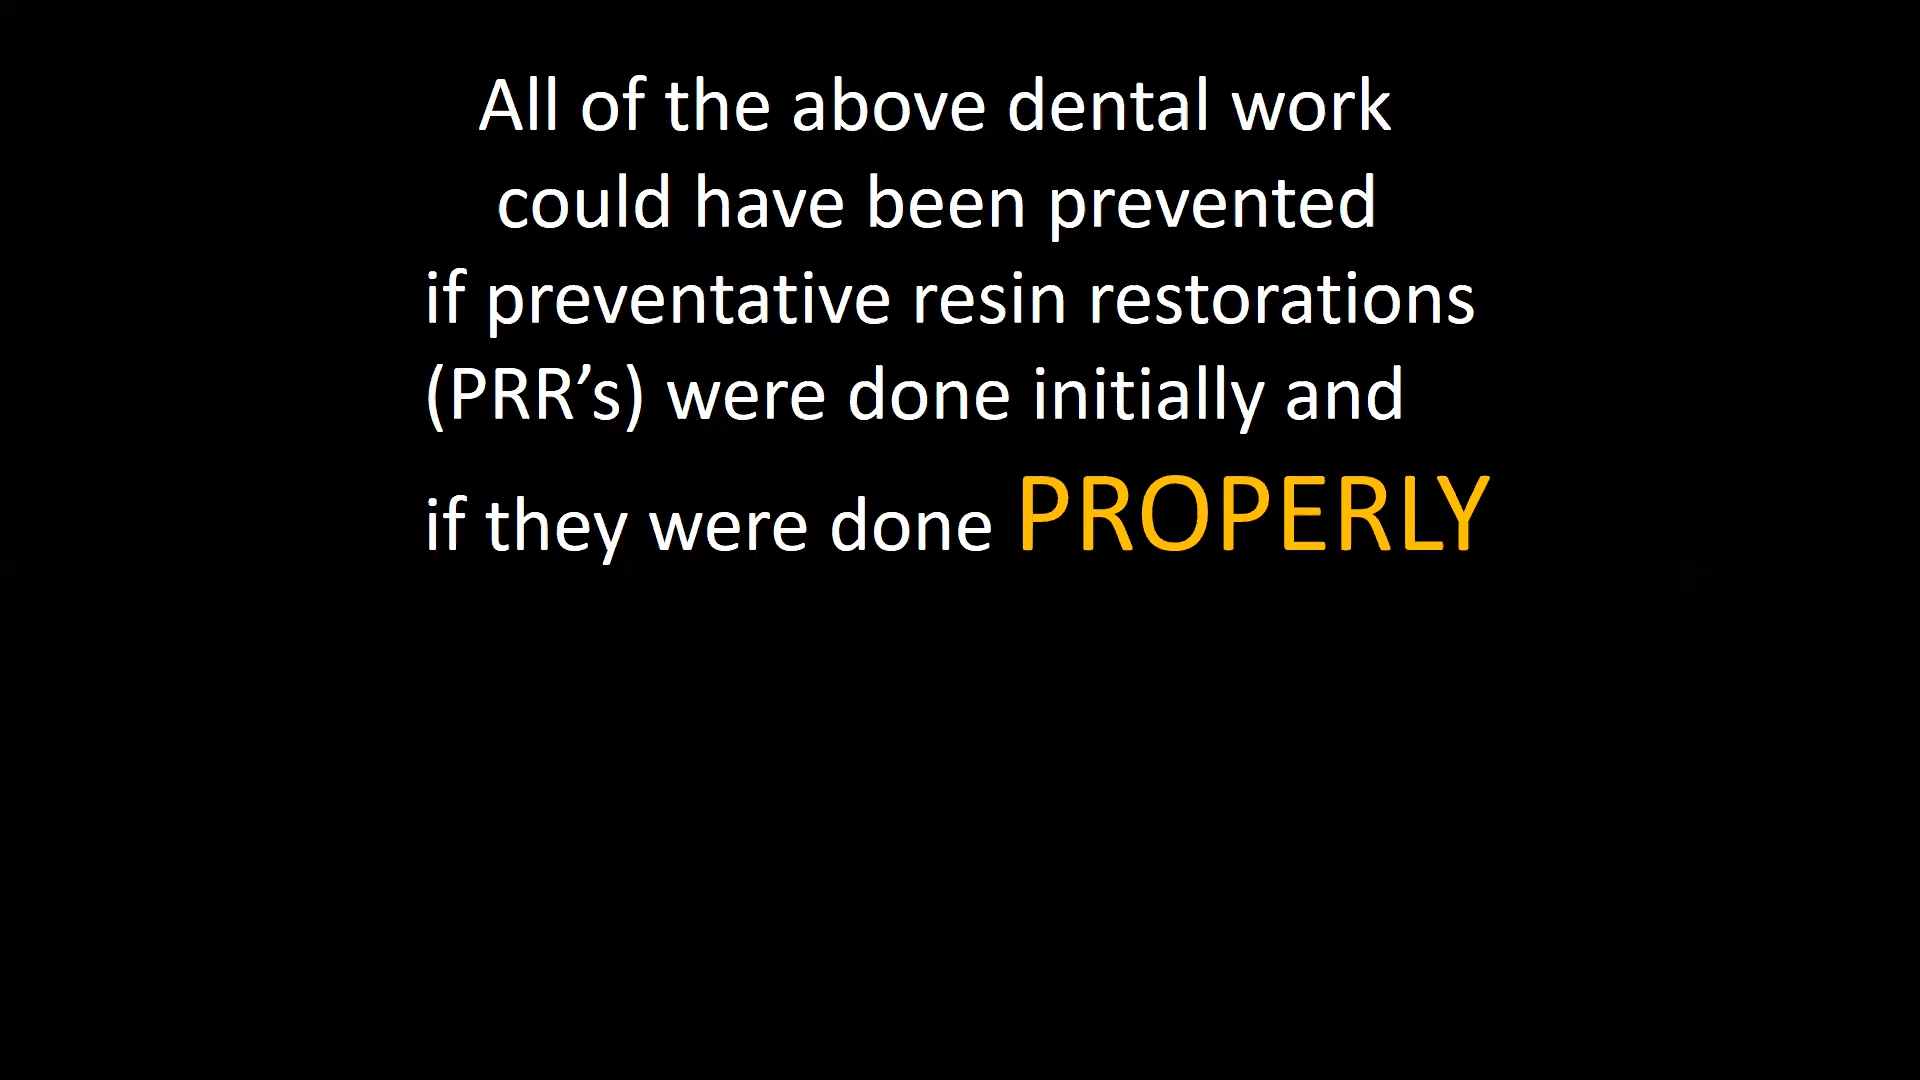 All of the above dental work
could have been prevented
if preventative resin restorations
(PRR’s) were done initially and
if they were done PROPERLY